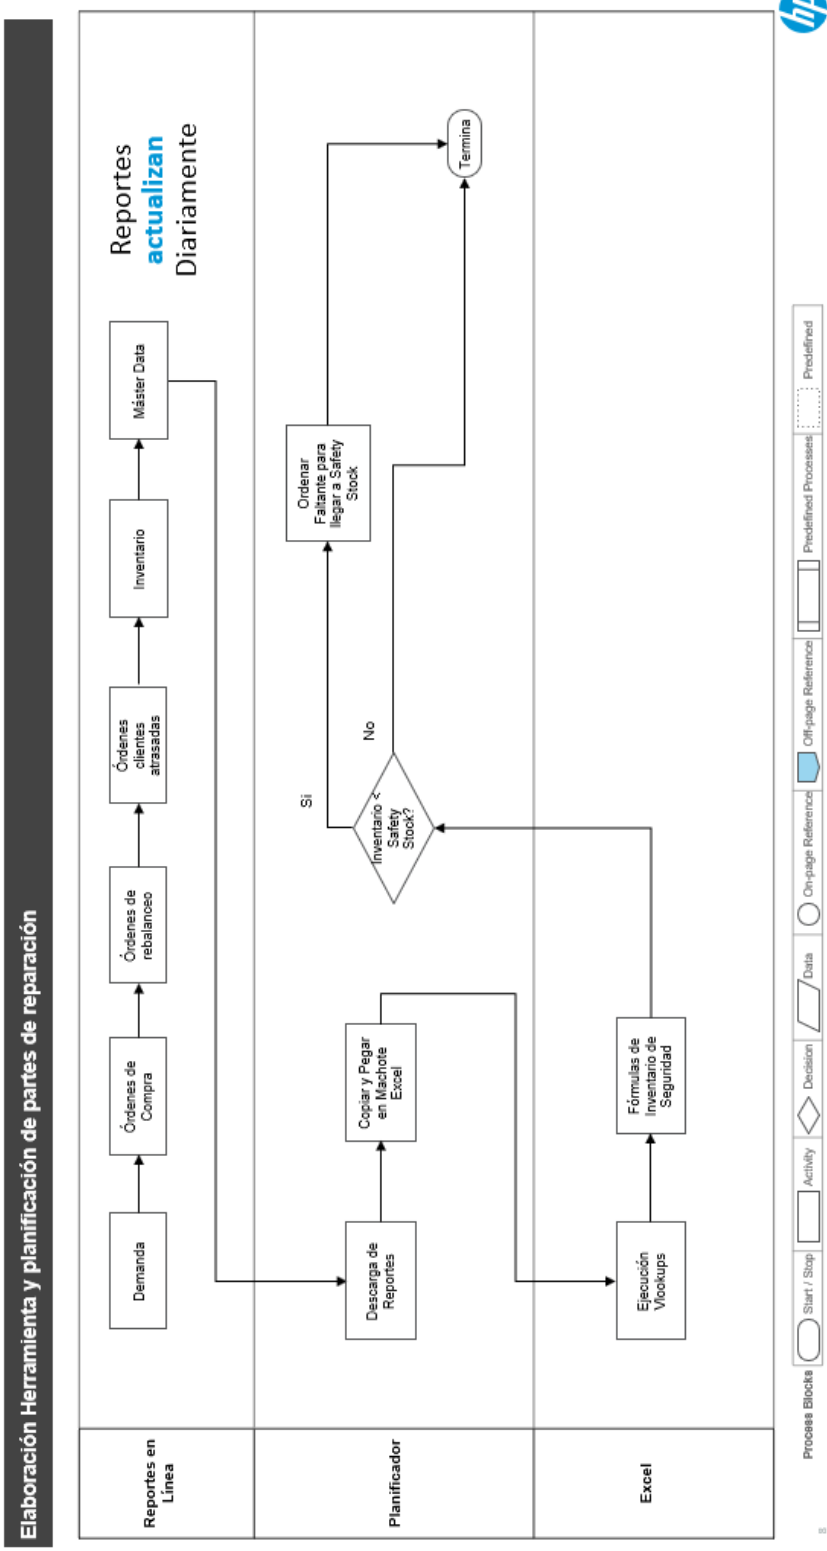 Elaboración Herramienta y planificación de partes de reparación
hp
Reportes en
Línea
Demanda
Órdenes de
Compra
Órdenes de
rebalanceo
Órdenes
clientes
atrasadas
Inventario
Máster Data
Reportes
actualizan
Diariamente
Planificador
Descarga de
Reportes
Copiar y Pegar
en Machote
Excel
Inventario <
Safety
Stock?
Si
No
Ordenar
Faltante para
llegar a Safety
Stock
Termina
Excel
Ejecución
Vlookups
Fórmulas de
Inventario de
Seguridad
Process Blocks
Start / Stop
Activity
Decision
Data
On-page Reference
Off-page Reference
Predefined Processes
Predefined
8